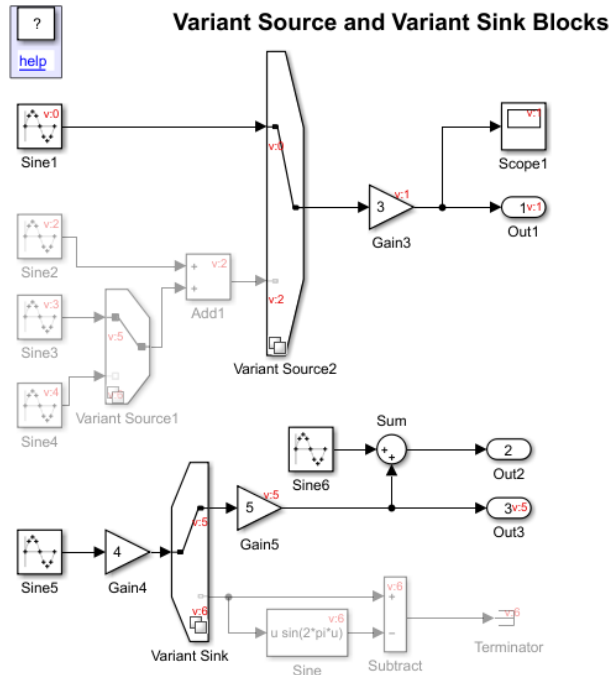 Variant Source and Variant Sink Blocks
?
help
v:0
Sine1
v:0
v:1
Scope1
3
v:1
Gain3
1
v:1
Out1
v:2
Sine2
+
+
v:2
Add1
v:2
v:3
Sine3
v:5
Variant Source1
v:4
Sine4
Variant Source2
Sum
Sine6
+
+
2
Out2
Sine5
4
Gain4
v:5
5
v:5
Gain5
3
v:5
Out3
v:6
Variant Sink
v:6
u sin(2*pi*u)
Sine
v:6
+
−
Subtract
v:6
Terminator